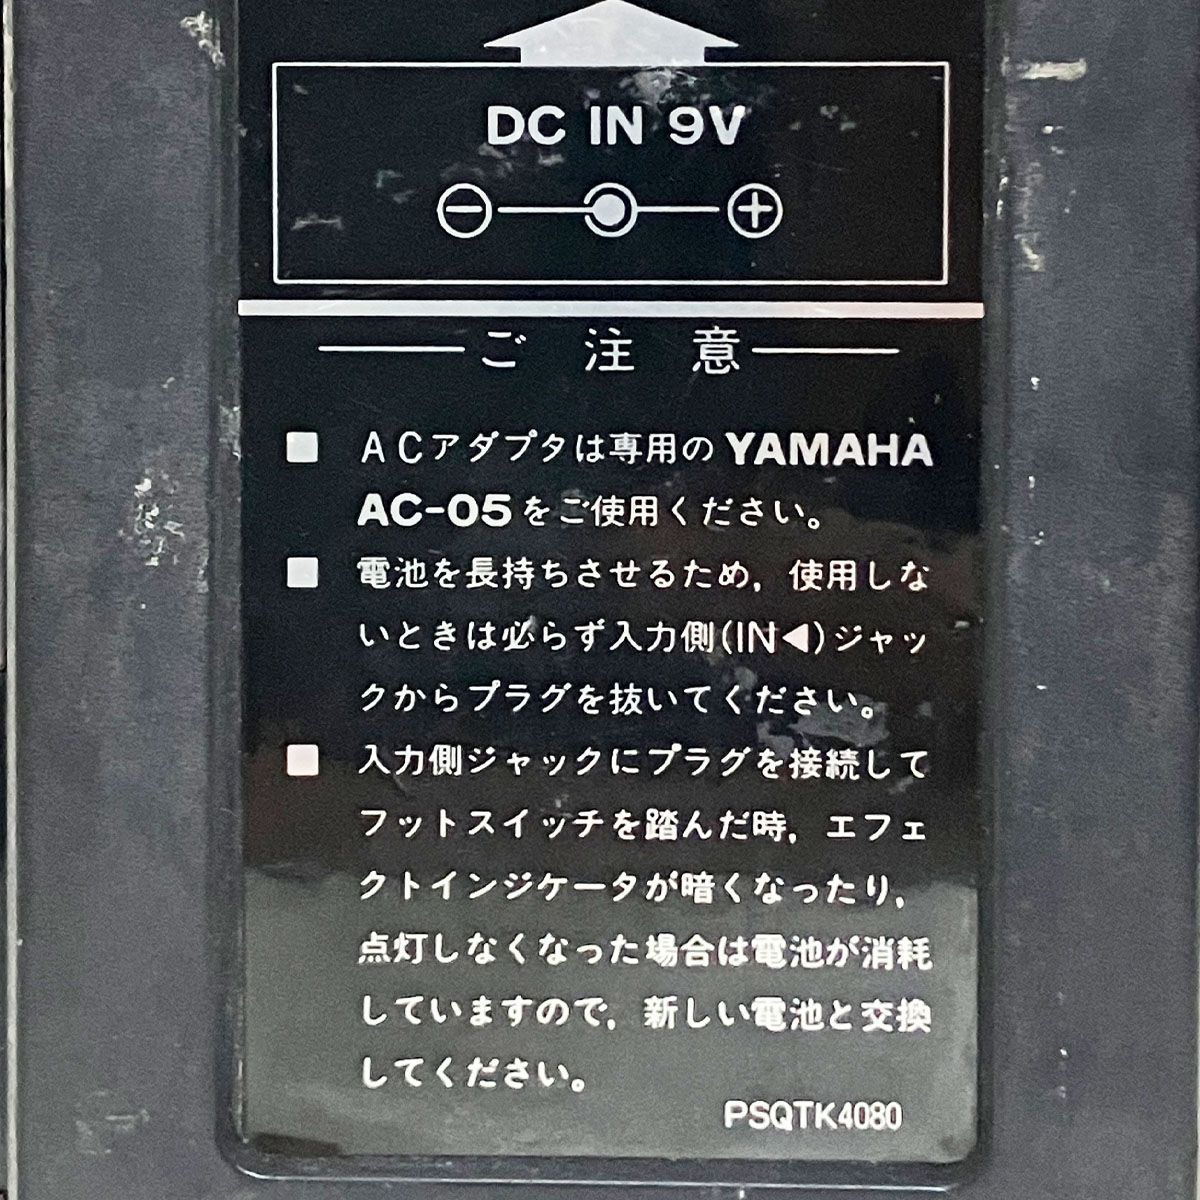 DC IN 9V
ご注意
■ ACアダプタは専用のYAMAHA
AC-05をご使用ください。
■ 電池を長持ちさせるため，使用しな
いときは必らず入力側(IN◀)ジャッ
クからプラグを抜いてください。
■ 入力側ジャックにプラグを接続して
フットスイッチを踏んだ時，エフェ
クトインジケータが暗くなったり，
点灯しなくなった場合は電池が消耗
していますので，新しい電池と交換
してください。
PSQTK4080